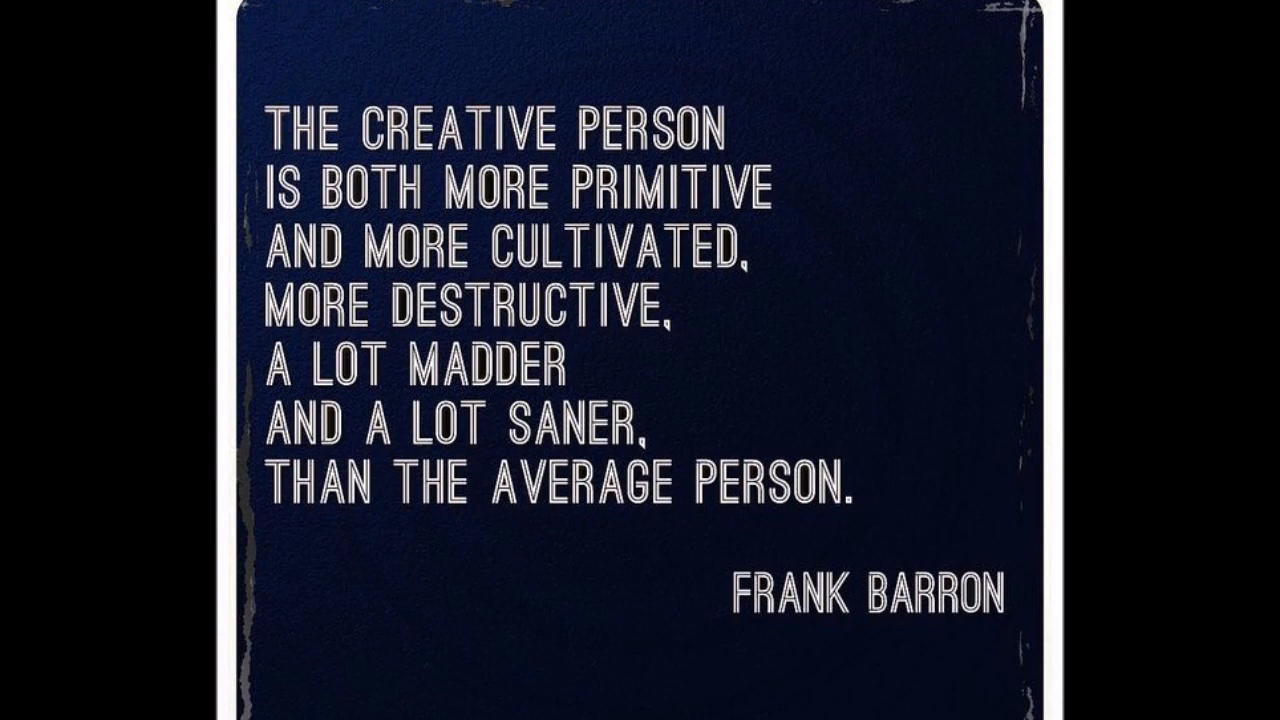 THE CREATIVE PERSON
IS BOTH MORE PRIMITIVE
AND MORE CULTIVATED,
MORE DESTRUCTIVE,
A LOT MADDER
AND A LOT SANER,
THAN THE AVERAGE PERSON.
FRANK BARRON